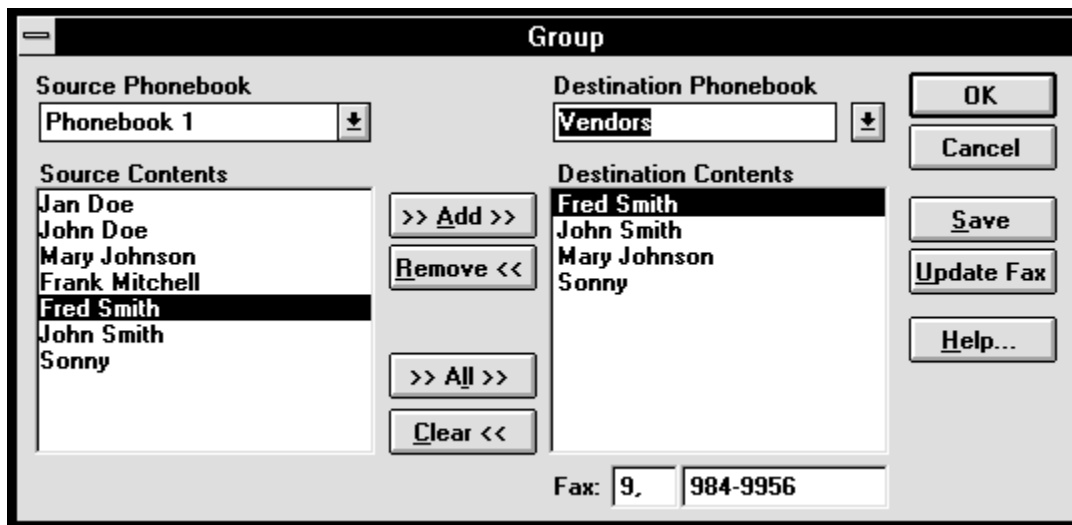 Group
Source Phonebook
Phonebook 1
Source Contents
Jan Doe
John Doe
Mary Johnson
Frank Mitchell
Fred Smith
John Smith
Sonny
>> Add >>
Remove <<
>> All >>
Clear <<
Destination Phonebook
Vendors
Destination Contents
Fred Smith
John Smith
Mary Johnson
Sonny
Fax: 9, 984-9956
OK
Cancel
Save
Update Fax
Help...